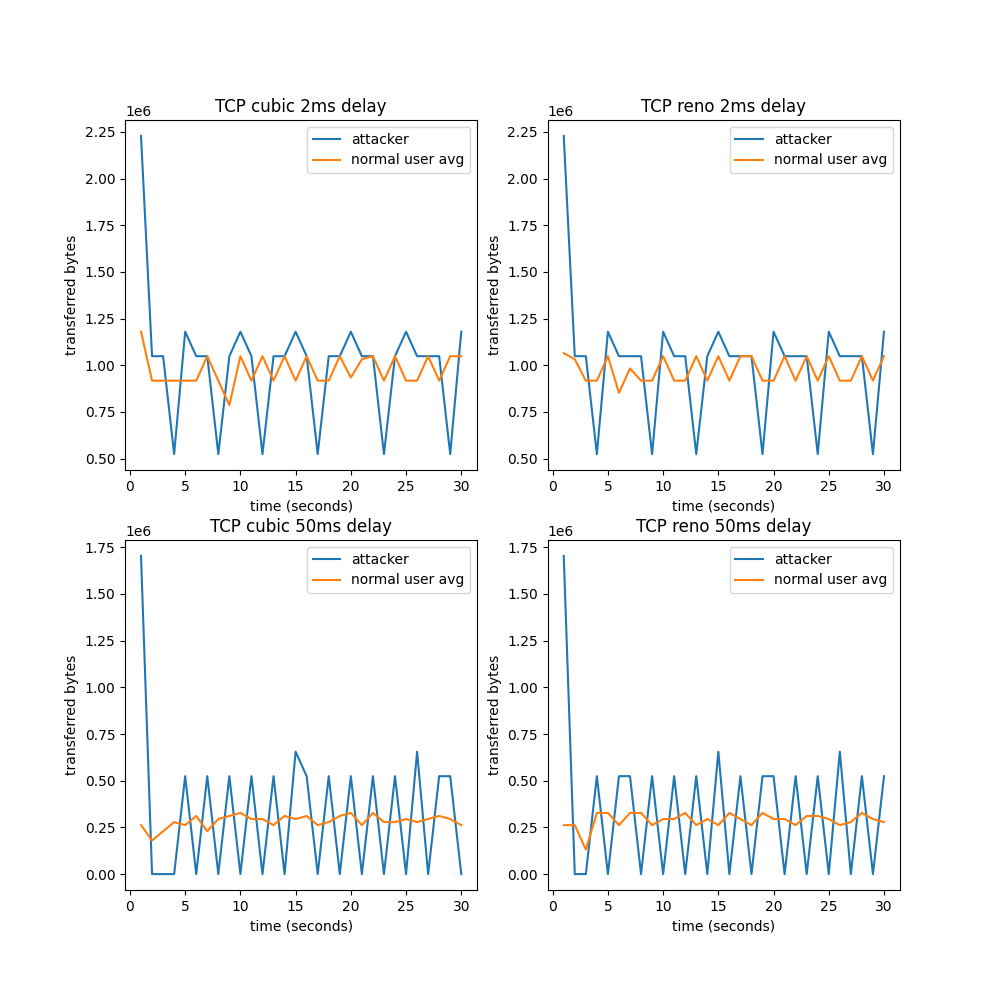 TCP cubic 2ms delay
1e6
attacker
normal user avg
transferred bytes
2.25
2.00
1.75
1.50
1.25
1.00
0.75
0.50
0 5 10 15 20 25 30
time (seconds)
TCP reno 2ms delay
1e6
attacker
normal user avg
transferred bytes
2.25
2.00
1.75
1.50
1.25
1.00
0.75
0.50
0 5 10 15 20 25 30
time (seconds)
TCP cubic 50ms delay
1e6
attacker
normal user avg
transferred bytes
1.75
1.50
1.25
1.00
0.75
0.50
0.25
0.00
0 5 10 15 20 25 30
time (seconds)
TCP reno 50ms delay
1e6
attacker
normal user avg
transferred bytes
1.75
1.50
1.25
1.00
0.75
0.50
0.25
0.00
0 5 10 15 20 25 30
time (seconds)